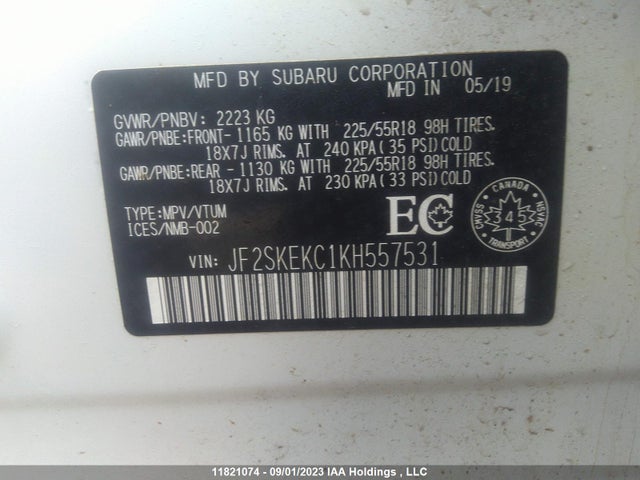 MFD BY SUBARU CORPORATION
MFD IN 05/19
GVWR/PNBV: 2223 KG
GAWR/PNBE:FRONT-1165 KG WITH 225/55R18 98H TIRES.
18X7J RIMS. AT 240 KPA(35 PSI)COLD
GAWR/PNBE:REAR -1130 KG WITH 225/55R18 98H TIRES.
18X7J RIMS. AT 230 KPA(33 PSI)COLD
TYPE:MPV/VTUM
ICES/NMB-002
EC
CANADA
CMVSS
345
NSVAC
VIN: JF2SKEKC1KH557531
11821074 - 09/01/2023 IAA Holdings , LLC